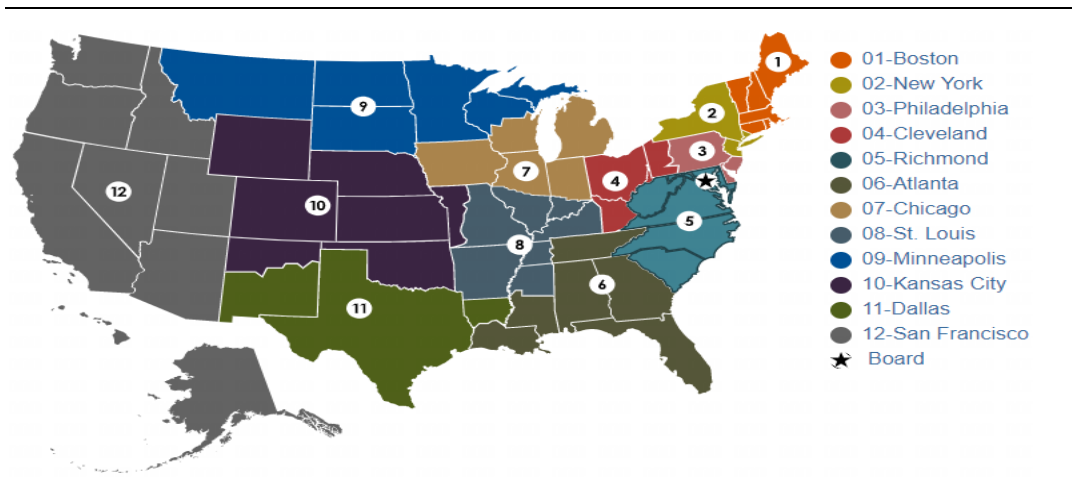 1
01-Boston
02-New York
9
2
03-Philadelphia
04-Cleveland
3
05-Richmond
7
4
06-Atlanta
12
10
07-Chicago
5
08-St. Louis
8
09-Minneapolis
6
10-Kansas City
11
11-Dallas
12-San Francisco
Board